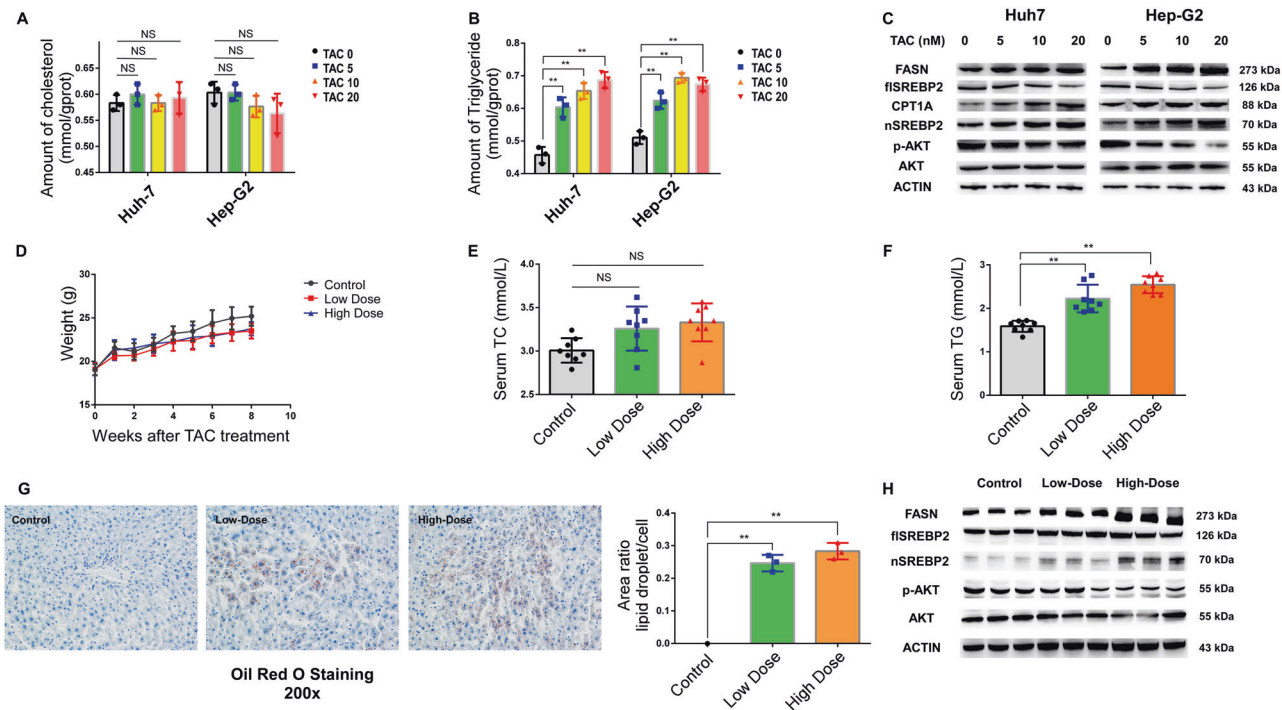 A
Amount of cholesterol
(mmol/gprot)
0.65
0.60
0.55
0.50
0.45
NS
NS
NS
NS
NS
NS
Huh-7
Hep-G2
TAC 0
TAC 5
TAC 10
TAC 20
B
Amount of Triglyceride
(mmol/gprot)
0.8
0.7
0.6
0.5
0.4
**
**
**
**
**
**
Huh-7
Hep-G2
TAC 0
TAC 5
TAC 10
TAC 20
C
Huh7 Hep-G2
TAC (nM) 0 5 10 20 0 5 10 20
FASN 273 kDa
flSREBP2 126 kDa
CPT1A 88 kDa
nSREBP2 70 kDa
p-AKT 55 kDa
AKT 55 kDa
ACTIN 43 kDa
D
Weight (g)
30
25
20
15
0 2 4 6 8 10
Weeks after TAC treatment
Control
Low Dose
High Dose
E
Serum TC (mmol/L)
4.0
3.5
3.0
2.5
NS
NS
Control
Low Dose
High Dose
F
Serum TG (mmol/L)
3
2
1
0
**
**
Control
Low Dose
High Dose
G
Control
Low-Dose
High-Dose
Oil Red O Staining
200x
Area ratio
lipid droplet/cell
0.4
0.3
0.2
0.1
0.0
**
**
Control
Low Dose
High Dose
H
Control Low-Dose High-Dose
FASN 273 kDa
flSREBP2 126 kDa
nSREBP2 70 kDa
p-AKT 55 kDa
AKT 55 kDa
ACTIN 43 kDa